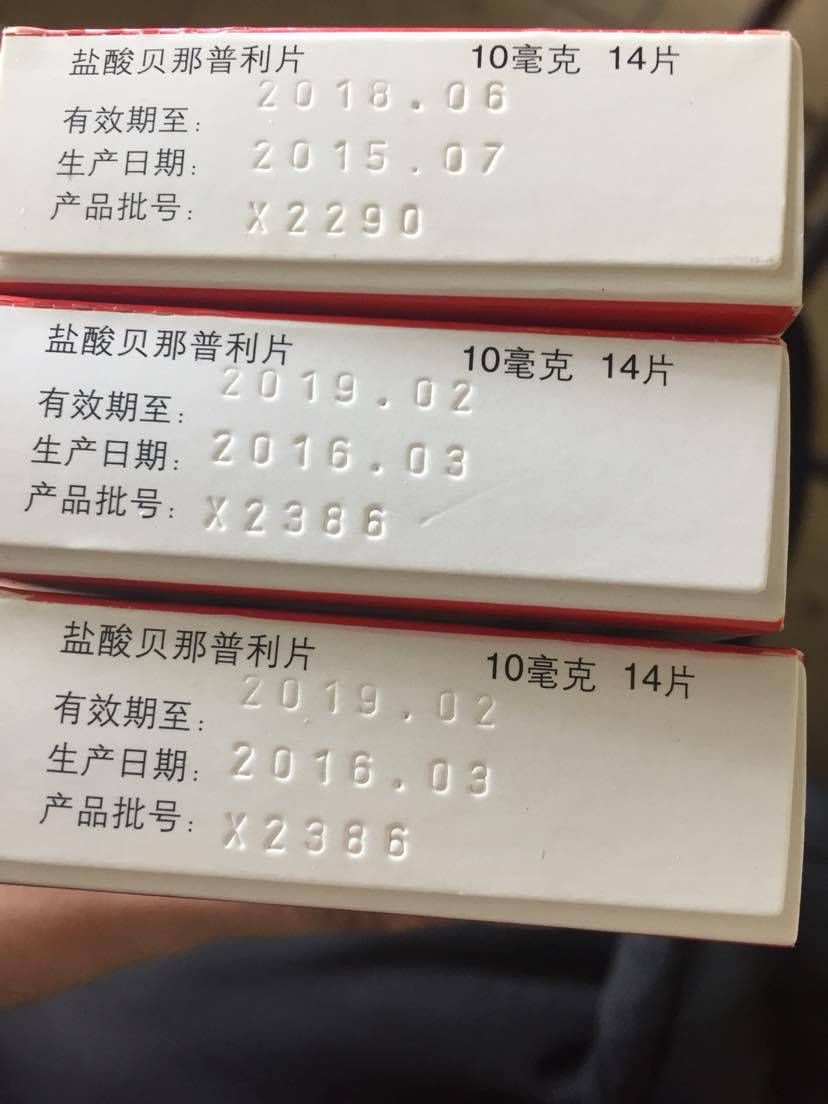 盐酸贝那普利片 10毫克 14片
有效期至: 2018.06
生产日期: 2015.07
产品批号: X2290
盐酸贝那普利片 10毫克 14片
有效期至: 2019.02
生产日期: 2016.03
产品批号: X2386
盐酸贝那普利片 10毫克 14片
有效期至: 2019.02
生产日期: 2016.03
产品批号: X2386